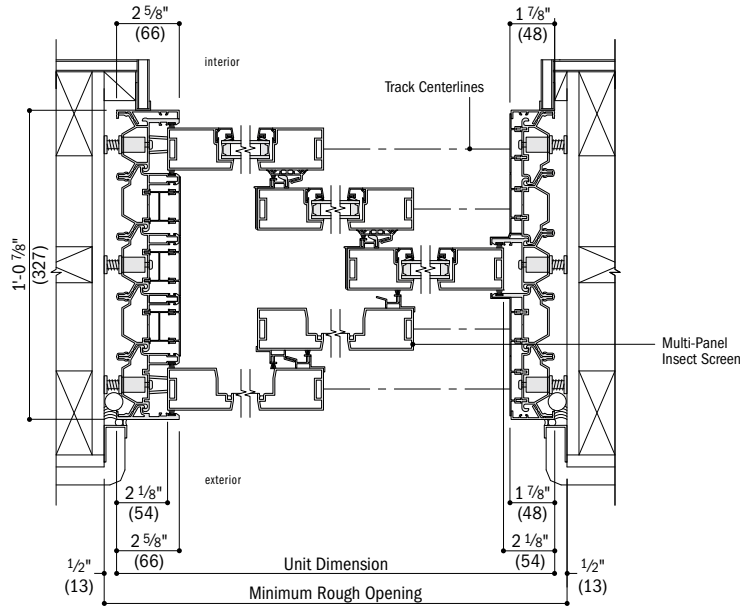 2 5/8"
(66)
1 7/8"
(48)
interior
Track Centerlines
1'-0 7/8"
(327)
Multi-Panel
Insect Screen
exterior
2 1/8"
(54)
1 7/8"
(48)
2 5/8"
(66)
2 1/8"
(54)
1/2"
(13)
Unit Dimension
1/2"
(13)
Minimum Rough Opening